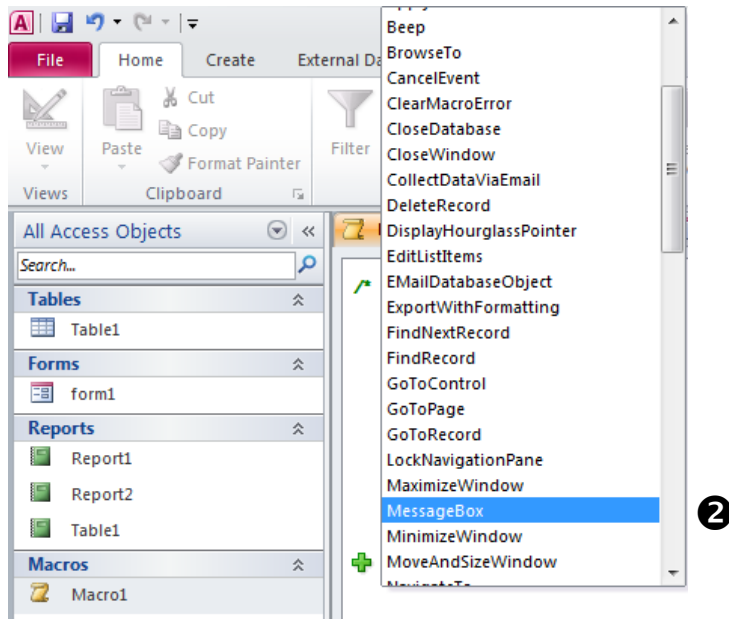 A
File
Home
Create
External Da
View
Paste
Cut
Copy
Format Painter
Filter
Views
Clipboard
All Access Objects
Search...
Tables
Table1
Forms
form1
Reports
Report1
Report2
Table1
Macros
Macro1
Beep
BrowseTo
CancelEvent
ClearMacroError
CloseDatabase
CloseWindow
CollectDataViaEmail
DeleteRecord
DisplayHourglassPointer
EditListItems
EMailDatabaseObject
ExportWithFormatting
FindNextRecord
FindRecord
GoToControl
GoToPage
GoToRecord
LockNavigationPane
MaximizeWindow
MessageBox
MinimizeWindow
MoveAndSizeWindow
2